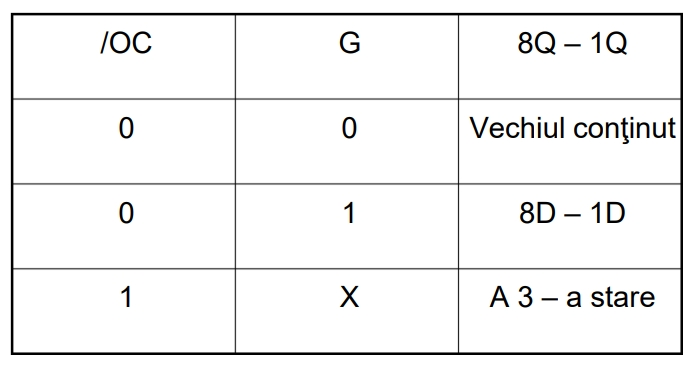 /OC G 8Q – 1Q
0 0 Vechiul conţinut
0 1 8D – 1D
1 X A 3 – a stare